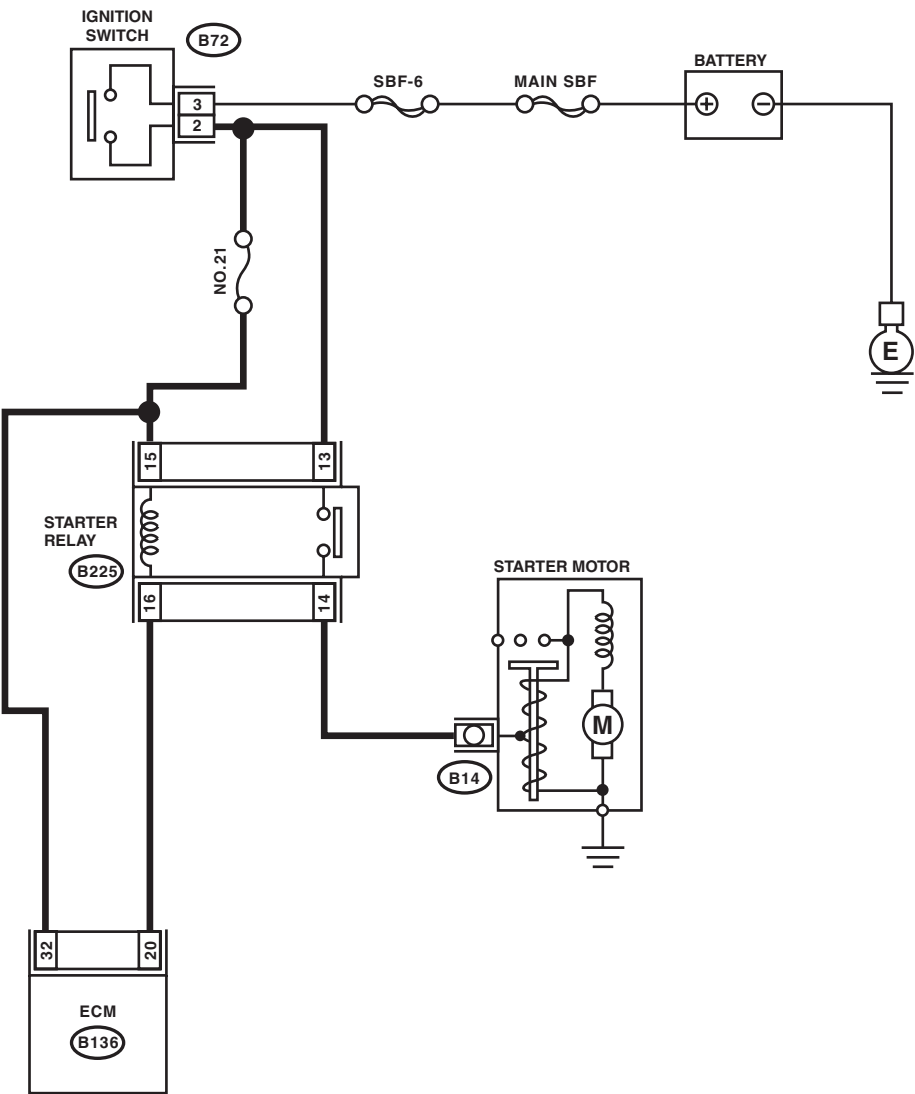 IGNITION
SWITCH
B72
BATTERY
SBF-6
MAIN SBF
3
2
+
−
NO.21
E
15
13
STARTER
RELAY
B225
16
14
STARTER MOTOR
M
B14
32
20
ECM
B136